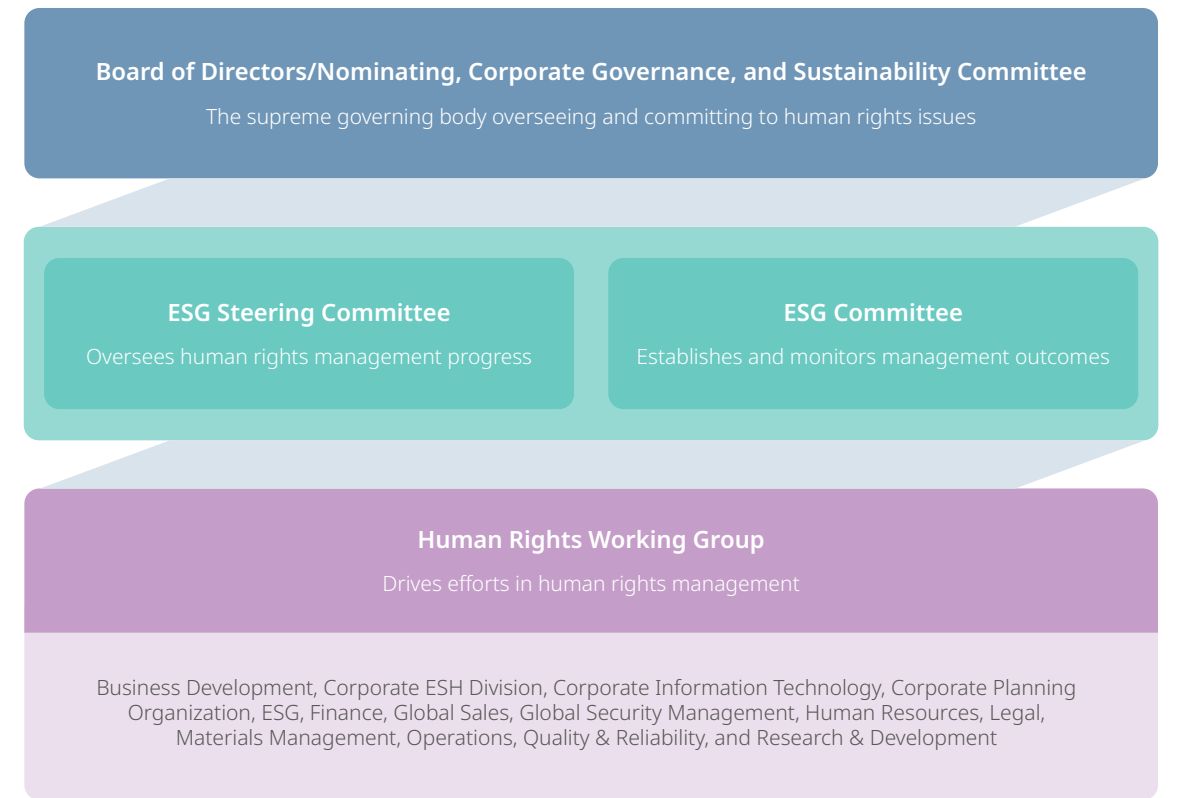 Board of Directors/Nominating, Corporate Governance, and Sustainability Committee
The supreme governing body overseeing and committing to human rights issues
ESG Steering Committee
Oversees human rights management progress
ESG Committee
Establishes and monitors management outcomes
Human Rights Working Group
Drives efforts in human rights management
Business Development, Corporate ESH Division, Corporate Information Technology, Corporate Planning
Organization, ESG, Finance, Global Sales, Global Security Management, Human Resources, Legal,
Materials Management, Operations, Quality & Reliability, and Research & Development